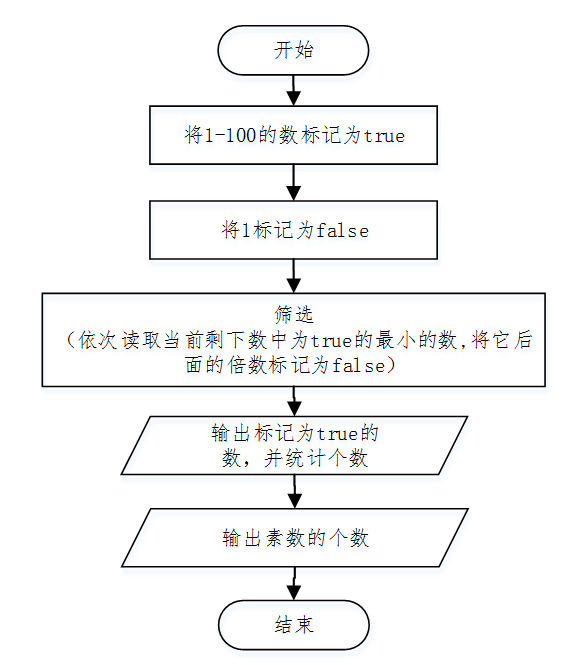 开始
将1-100的数标记为true
将1标记为false
筛选
（依次读取当前剩下数中为true的最小的数,将它后
面的倍数标记为false）
输出标记为true的
数，并统计个数
输出素数的个数
结束